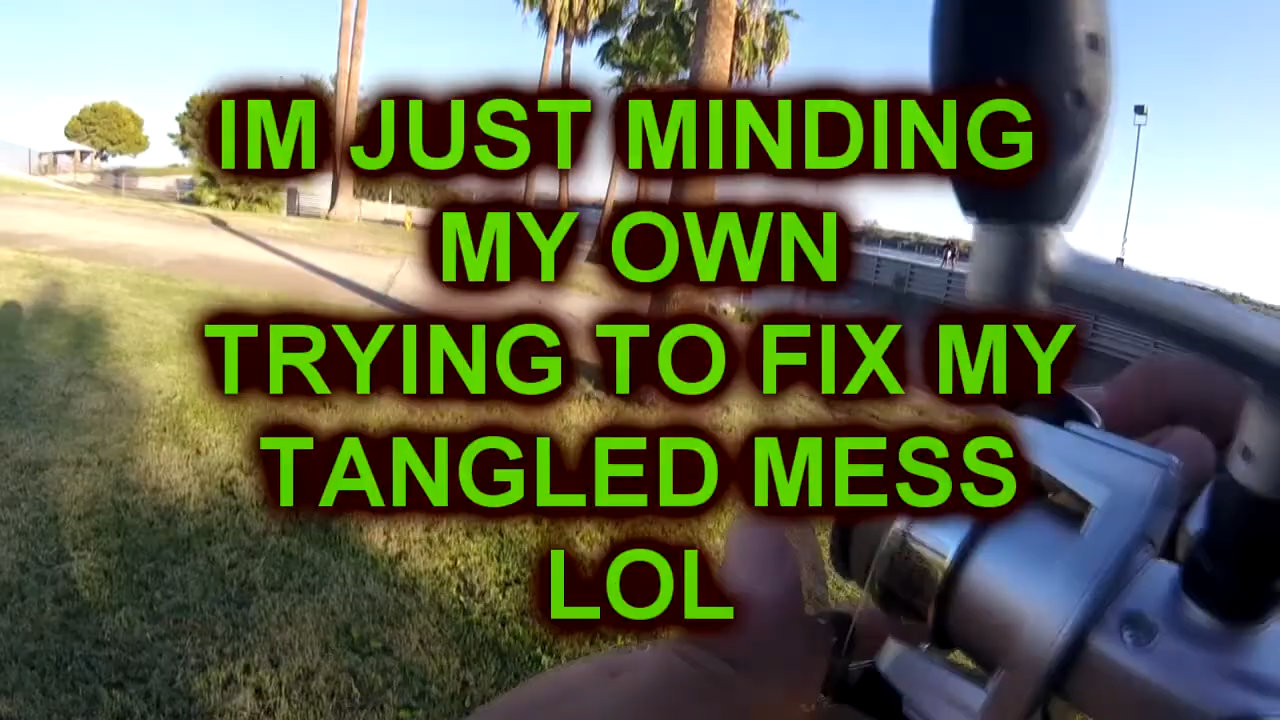 IM JUST MINDING
MY OWN
TRYING TO FIX MY
TANGLED MESS
LOL